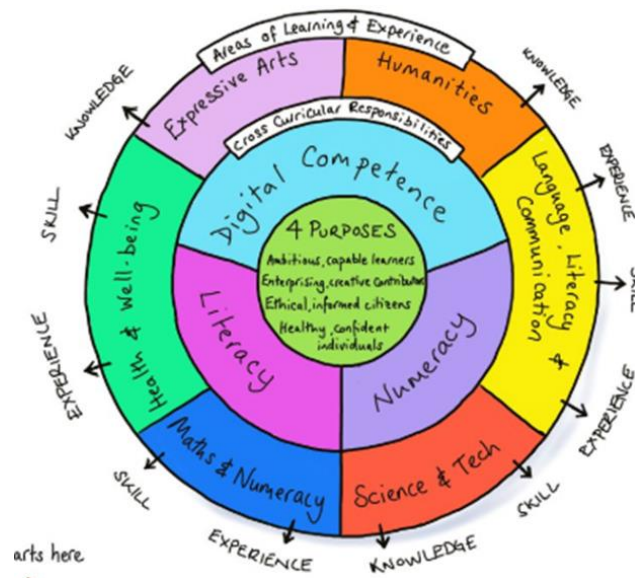 Areas of Learning & Experience
Expressive Arts
Humanities
Cross Curricular Responsibilities
Digital Competence
KNOWLEDGE
KNOWLEDGE
EXPERIENCE
SKILL
Language, Literacy &
Communication
4 PURPOSES
Ambitious, capable learners
Enterprising, creative contributors
Ethical, informed citizens
Healthy, confident
individuals
SKILL
Health & Well-being
Literacy
Numeracy
EXPERIENCE
EXPERIENCE
Maths & Numeracy
Science & Tech
SKILL
SKILL
EXPERIENCE
KNOWLEDGE
arts here